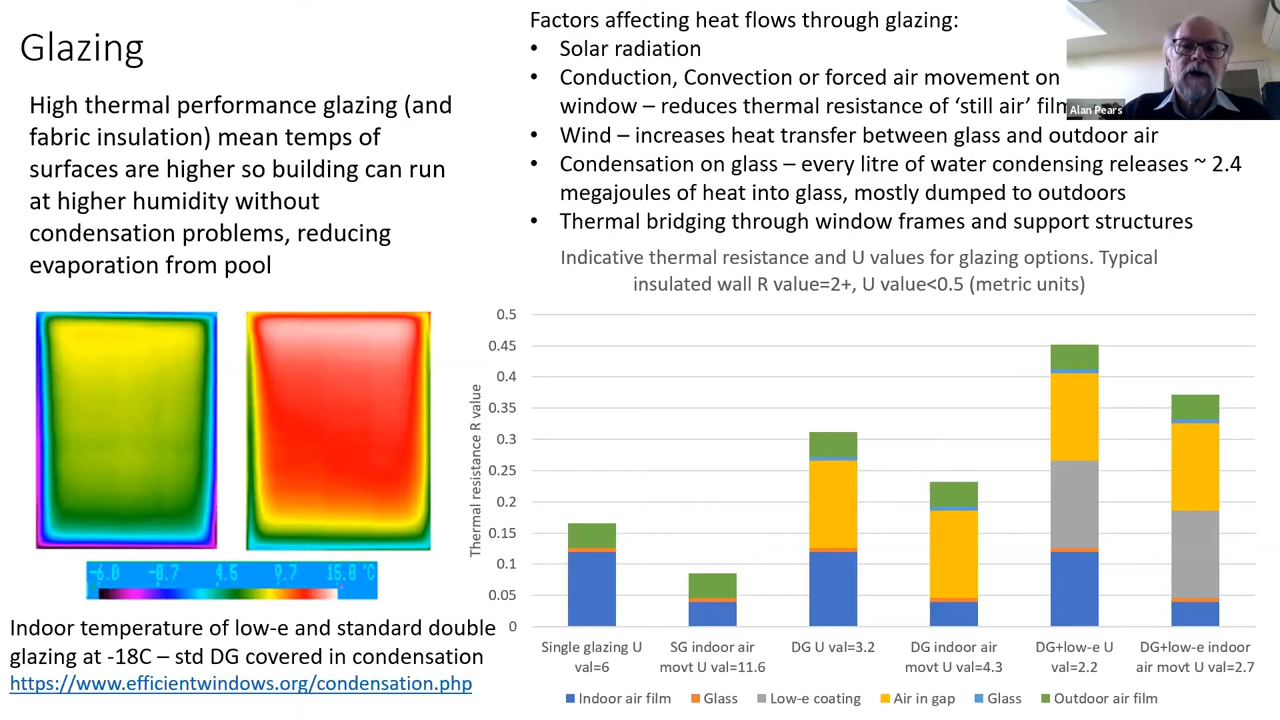 Glazing
High thermal performance glazing (and
fabric insulation) mean temps of
surfaces are higher so building can run
at higher humidity without
condensation problems, reducing
evaporation from pool
-6.0 -0.7 4.5 9.7 15.0 °C
Indoor temperature of low-e and standard double
glazing at -18C – std DG covered in condensation
https://www.efficientwindows.org/condensation.php
Factors affecting heat flows through glazing:
• Solar radiation
• Conduction, Convection or forced air movement on
window – reduces thermal resistance of ‘still air’
• Wind – increases heat transfer between glass and outdoor air
• Condensation on glass – every litre of water condensing releases ~ 2.4
megajoules of heat into glass, mostly dumped to outdoors
• Thermal bridging through window frames and support structures
Alan Pears
Indicative thermal resistance and U values for glazing options. Typical
insulated wall R value=2+, U value<0.5 (metric units)
Thermal resistance R value
0.5
0.45
0.4
0.35
0.3
0.25
0.2
0.15
0.1
0.05
0
Single glazing U
val=6
SG indoor air
movt U val=11.6
DG U val=3.2
DG indoor air
movt U val=4.3
DG+low-e U
val=2.2
DG+low-e indoor
air movt U val=2.7
Indoor air film Glass Low-e coating Air in gap Glass Outdoor air film